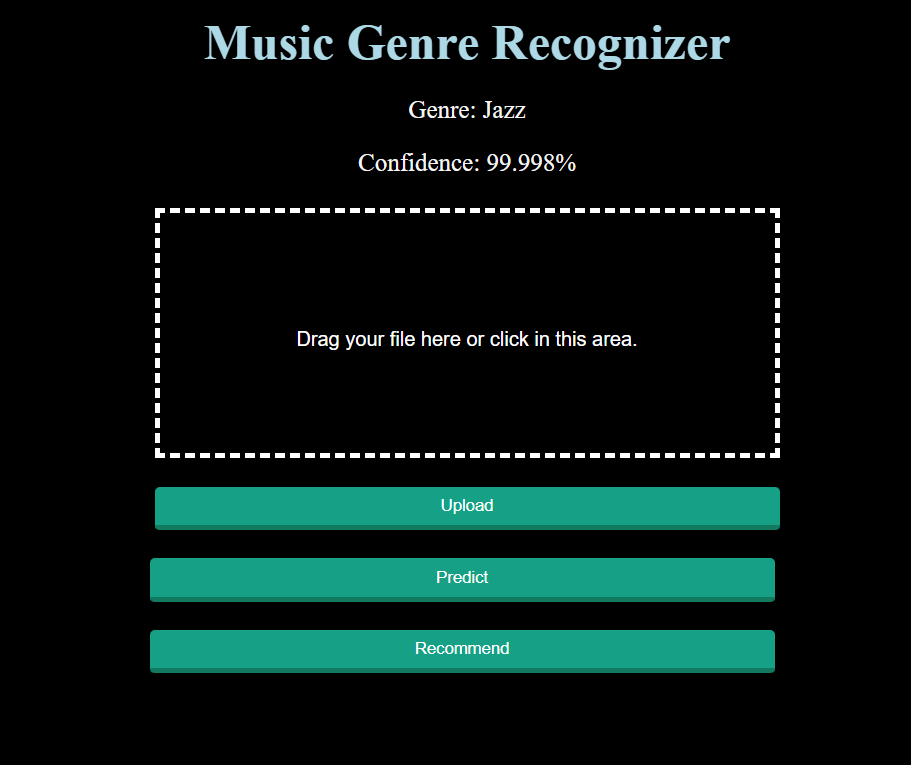 Music Genre Recognizer
Genre: Jazz
Confidence: 99.998%
Drag your file here or click in this area.
Upload
Predict
Recommend